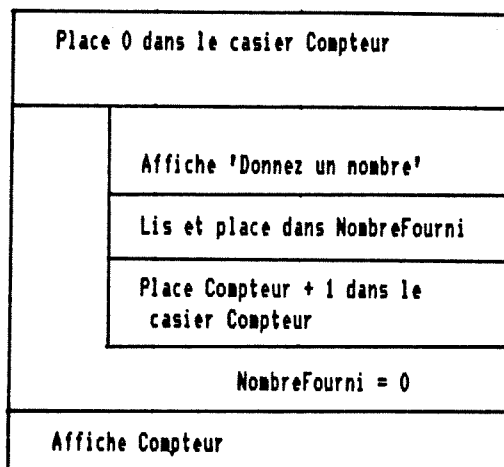 Place 0 dans le casier Compteur
Affiche 'Donnez un nombre'
Lis et place dans NombreFourni
Place Compteur + 1 dans le
casier Compteur
NombreFourni = 0
Affiche Compteur